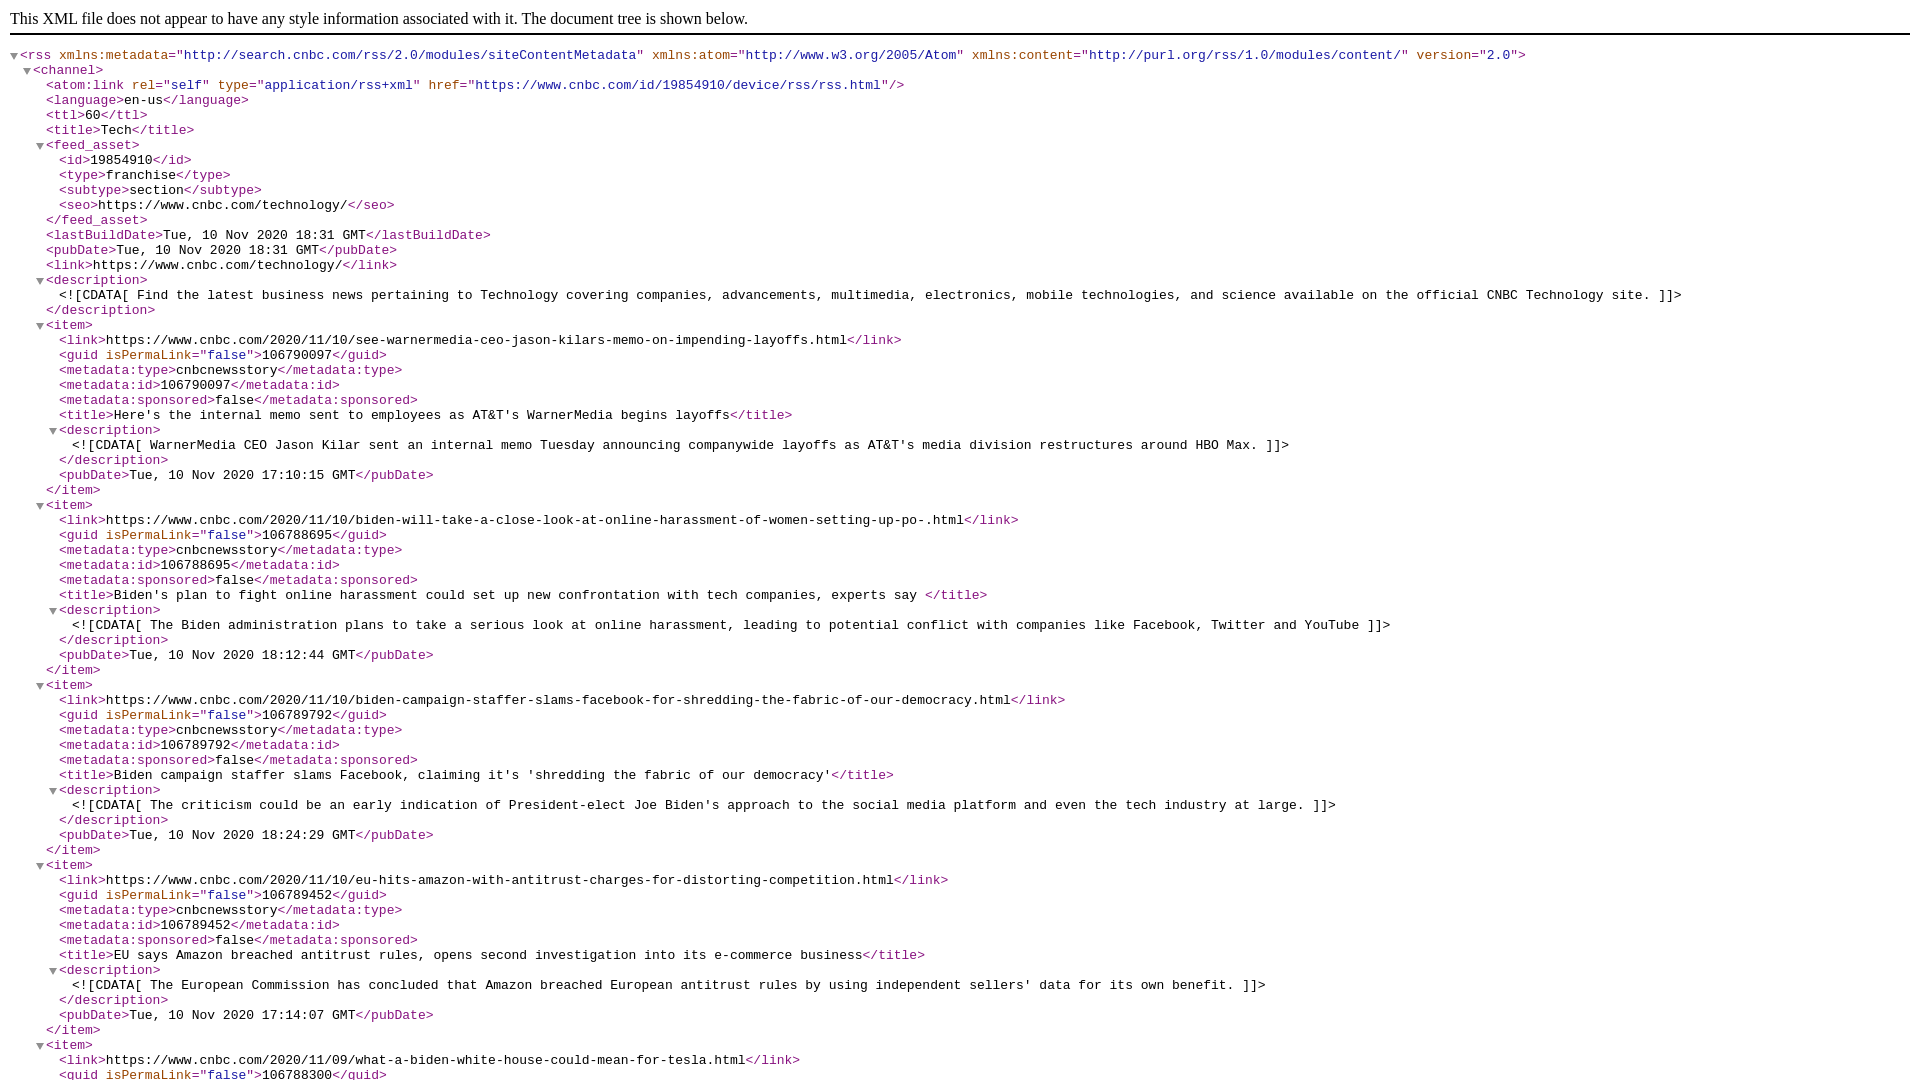 This XML file does not appear to have any style information associated with it. The document tree is shown below.
<rss xmlns:metadata="http://search.cnbc.com/rss/2.0/modules/siteContentMetadata" xmlns:atom="http://www.w3.org/2005/Atom" xmlns:content="http://purl.org/rss/1.0/modules/content/" version="2.0">
<channel>
<atom:link rel="self" type="application/rss+xml" href="https://www.cnbc.com/id/19854910/device/rss/rss.html"/>
<language>en-us</language>
<ttl>60</ttl>
<title>Tech</title>
<feed_asset>
<id>19854910</id>
<type>franchise</type>
<subtype>section</subtype>
<seo>https://www.cnbc.com/technology/</seo>
</feed_asset>
<lastBuildDate>Tue, 10 Nov 2020 18:31 GMT</lastBuildDate>
<pubDate>Tue, 10 Nov 2020 18:31 GMT</pubDate>
<link>https://www.cnbc.com/technology/</link>
<description>
<![CDATA[ Find the latest business news pertaining to Technology covering companies, advancements, multimedia, electronics, mobile technologies, and science available on the official CNBC Technology site. ]]>
</description>
<item>
<link>https://www.cnbc.com/2020/11/10/see-warnermedia-ceo-jason-kilars-memo-on-impending-layoffs.html</link>
<guid isPermaLink="false">106790097</guid>
<metadata:type>cnbcnewsstory</metadata:type>
<metadata:id>106790097</metadata:id>
<metadata:sponsored>false</metadata:sponsored>
<title>Here's the internal memo sent to employees as AT&T's WarnerMedia begins layoffs</title>
<description>
<![CDATA[ WarnerMedia CEO Jason Kilar sent an internal memo Tuesday announcing companywide layoffs as AT&T's media division restructures around HBO Max. ]]>
</description>
<pubDate>Tue, 10 Nov 2020 17:10:15 GMT</pubDate>
</item>
<item>
<link>https://www.cnbc.com/2020/11/10/biden-will-take-a-close-look-at-online-harassment-of-women-setting-up-po-.html</link>
<guid isPermaLink="false">106788695</guid>
<metadata:type>cnbcnewsstory</metadata:type>
<metadata:id>106788695</metadata:id>
<metadata:sponsored>false</metadata:sponsored>
<title>Biden's plan to fight online harassment could set up new confrontation with tech companies, experts say </title>
<description>
<![CDATA[ The Biden administration plans to take a serious look at online harassment, leading to potential conflict with companies like Facebook, Twitter and YouTube ]]>
</description>
<pubDate>Tue, 10 Nov 2020 18:12:44 GMT</pubDate>
</item>
<item>
<link>https://www.cnbc.com/2020/11/10/biden-campaign-staffer-slams-facebook-for-shredding-the-fabric-of-our-democracy.html</link>
<guid isPermaLink="false">106789792</guid>
<metadata:type>cnbcnewsstory</metadata:type>
<metadata:id>106789792</metadata:id>
<metadata:sponsored>false</metadata:sponsored>
<title>Biden campaign staffer slams Facebook, claiming it's 'shredding the fabric of our democracy'</title>
<description>
<![CDATA[ The criticism could be an early indication of President-elect Joe Biden's approach to the social media platform and even the tech industry at large. ]]>
</description>
<pubDate>Tue, 10 Nov 2020 18:24:29 GMT</pubDate>
</item>
<item>
<link>https://www.cnbc.com/2020/11/10/eu-hits-amazon-with-antitrust-charges-for-distorting-competition.html</link>
<guid isPermaLink="false">106789452</guid>
<metadata:type>cnbcnewsstory</metadata:type>
<metadata:id>106789452</metadata:id>
<metadata:sponsored>false</metadata:sponsored>
<title>EU says Amazon breached antitrust rules, opens second investigation into its e-commerce business</title>
<description>
<![CDATA[ The European Commission has concluded that Amazon breached European antitrust rules by using independent sellers' data for its own benefit. ]]>
</description>
<pubDate>Tue, 10 Nov 2020 17:14:07 GMT</pubDate>
</item>
<item>
<link>https://www.cnbc.com/2020/11/09/what-a-biden-white-house-could-mean-for-tesla.html</link>
<guid isPermaLink="false">106788300</guid>